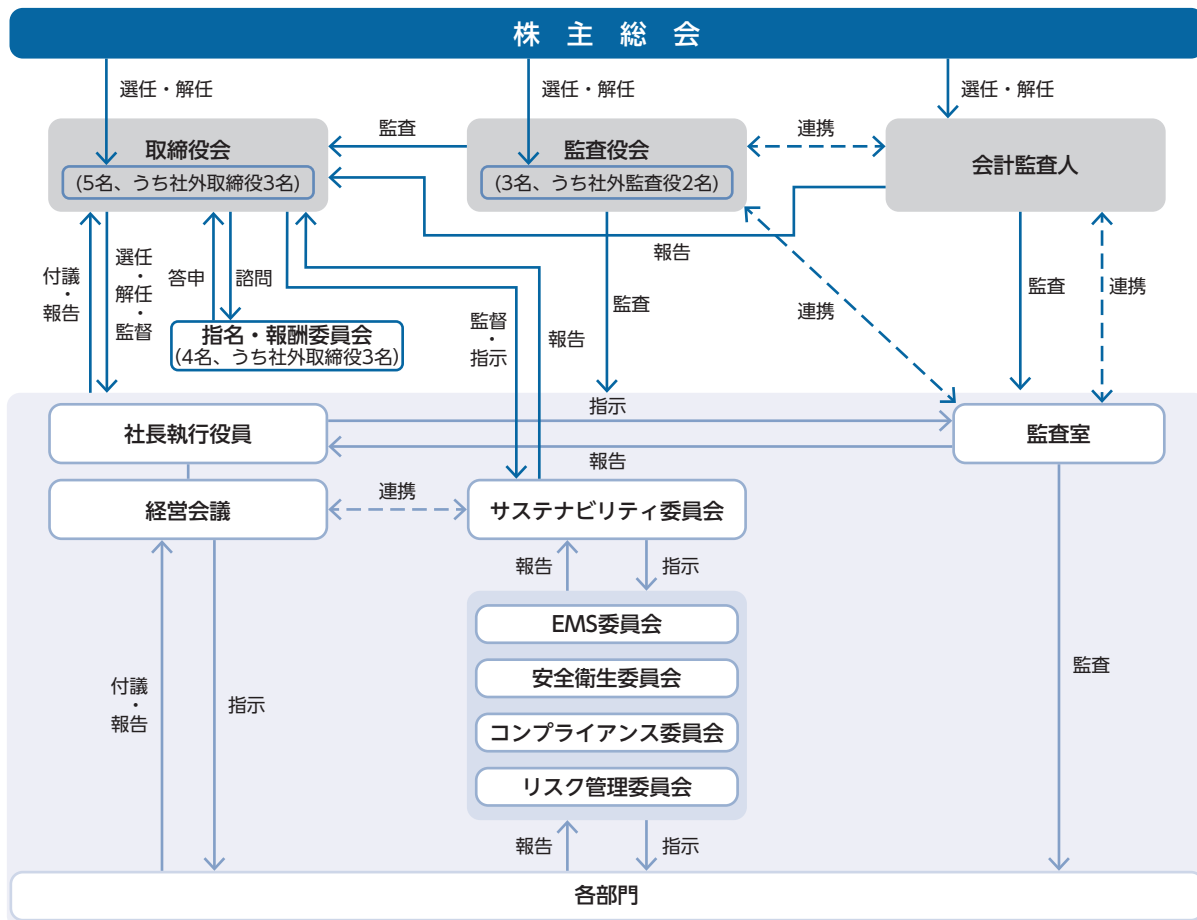 株主総会
選任・解任
選任・解任
選任・解任
取締役会
(5名、うち社外取締役3名)
監査
監査役会
(3名、うち社外監査役2名)
連携
会計監査人
付議・報告
選任・解任・監督
答申
諮問
指名・報酬委員会
(4名、うち社外取締役3名)
監督・指示
報告
監査
報告
連携
監査
連携
社長執行役員
指示
報告
監査室
経営会議
連携
サステナビリティ委員会
報告
指示
EMS委員会
安全衛生委員会
コンプライアンス委員会
リスク管理委員会
付議・報告
指示
監査
報告
指示
各部門